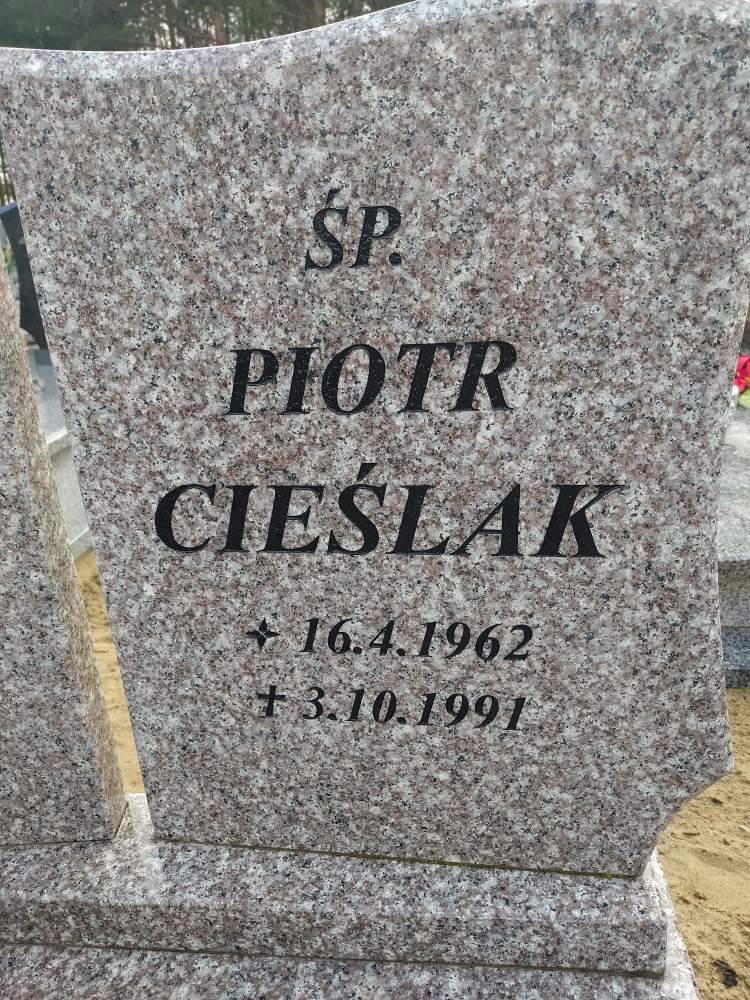 ŚP.
PIOTR
CIEŚLAK
✦ 16.4.1962
✝ 3.10.1991